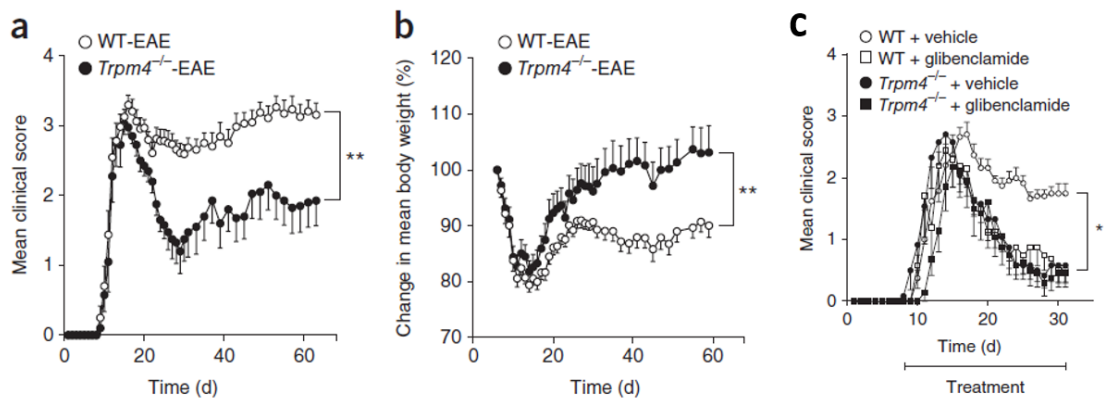 a
WT-EAE
Trpm4–/–-EAE
Mean clinical score
4
3
2
1
0
0 20 40 60
Time (d)
**
b
WT-EAE
Trpm4–/–-EAE
Change in mean body weight (%)
120
110
100
90
80
70
0 20 40 60
Time (d)
**
c
WT + vehicle
WT + glibenclamide
Trpm4–/– + vehicle
Trpm4–/– + glibenclamide
Mean clinical score
4
3
2
1
0
0 10 20 30
Time (d)
Treatment
*